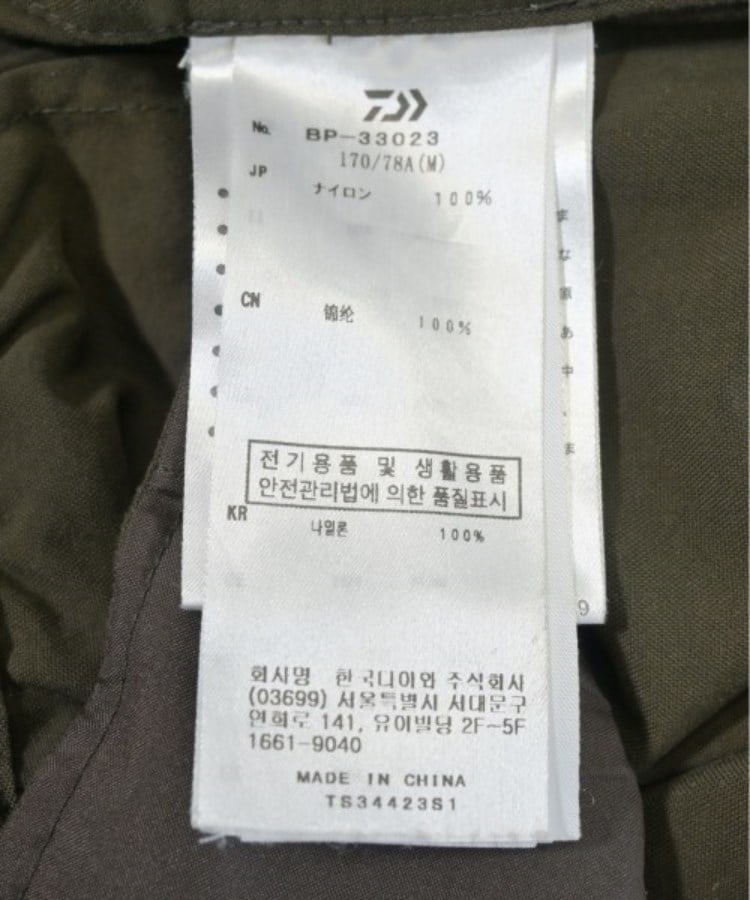 No. BP-33023
170/78A(M)
JP ナイロン 100%
CN 锦纶 100%
전기용품 및 생활용품
안전관리법에 의한 품질표시
KR 나일론 100%
회사명 한국다이와 주식회사
(03699) 서울특별시 서대문구
연희로 141, 유이빌딩 2F~5F
1661-9040
MADE IN CHINA
TS34423S1
9